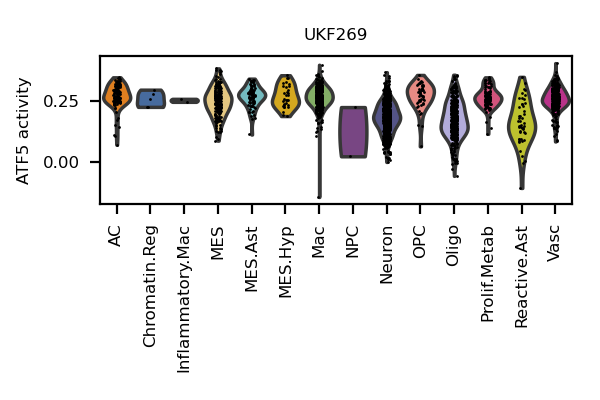 UKF269
ATF5 activity
0.25
0.00
AC
Chromatin.Reg
Inflammatory.Mac
MES
MES.Ast
MES.Hyp
Mac
NPC
Neuron
OPC
Oligo
Prolif.Metab
Reactive.Ast
Vasc